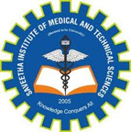 SAVEETHA INSTITUTE OF MEDICAL AND TECHNICAL SCIENCES
2005
Knowledge Conquers All